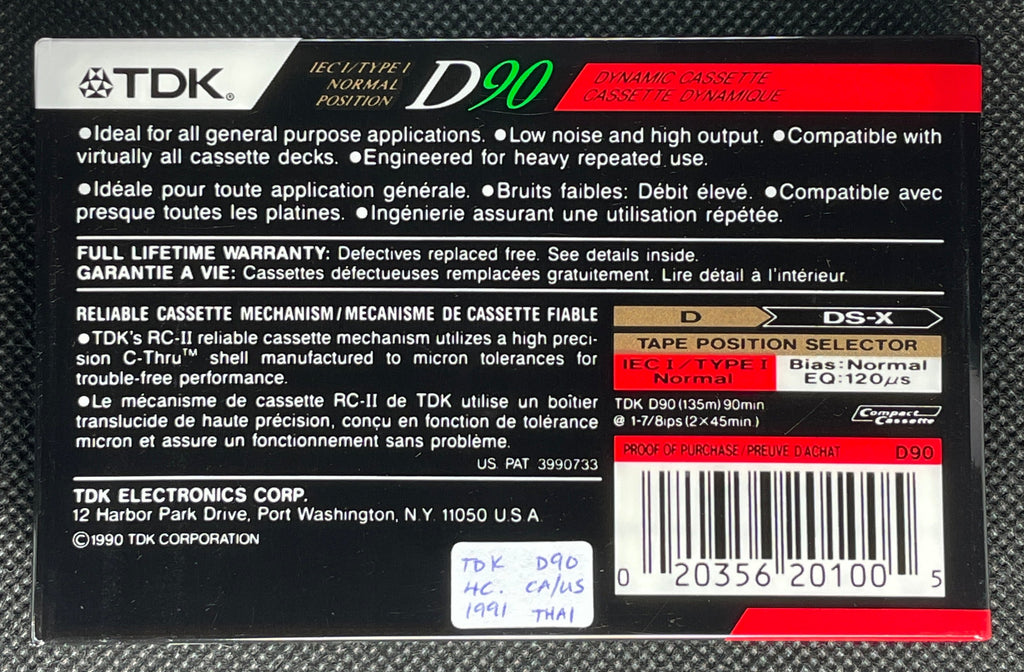 TDK®
IEC I/TYPE I
NORMAL
POSITION
D90
DYNAMIC CASSETTE
CASSETTE DYNAMIQUE
●Ideal for all general purpose applications. ●Low noise and high output. ●Compatible with
virtually all cassette decks. ●Engineered for heavy repeated use.
●Idéale pour toute application générale. ●Bruits faibles: Débit élevé. ●Compatible avec
presque toutes les platines. ●Ingénierie assurant une utilisation répétée.
FULL LIFETIME WARRANTY: Defectives replaced free. See details inside.
GARANTIE A VIE: Cassettes défectueuses remplacées gratuitement. Lire détail à l'intérieur.
RELIABLE CASSETTE MECHANISM/MECANISME DE CASSETTE FIABLE
●TDK's RC-II reliable cassette mechanism utilizes a high preci-
sion C-Thru™ shell manufactured to micron tolerances for
trouble-free performance.
●Le mécanisme de cassette RC-II de TDK utilise un boîtier
translucide de haute précision, conçu en fonction de tolérance
micron et assure un fonctionnement sans problème.
US. PAT 3990733
TDK ELECTRONICS CORP.
12 Harbor Park Drive, Port Washington, N.Y. 11050 U.S.A.
©1990 TDK CORPORATION
D DS-X
TAPE POSITION SELECTOR
IEC I/TYPE I
Normal
Bias:Normal
EQ:120µs
TDK D90(135m)90min.
@ 1-7/8ips(2×45min.)
Compact
Cassette
PROOF OF PURCHASE/PREUVE D'ACHAT D90
0 20356 20100 5
TDK D90
HC. CA/US
1991 THAI